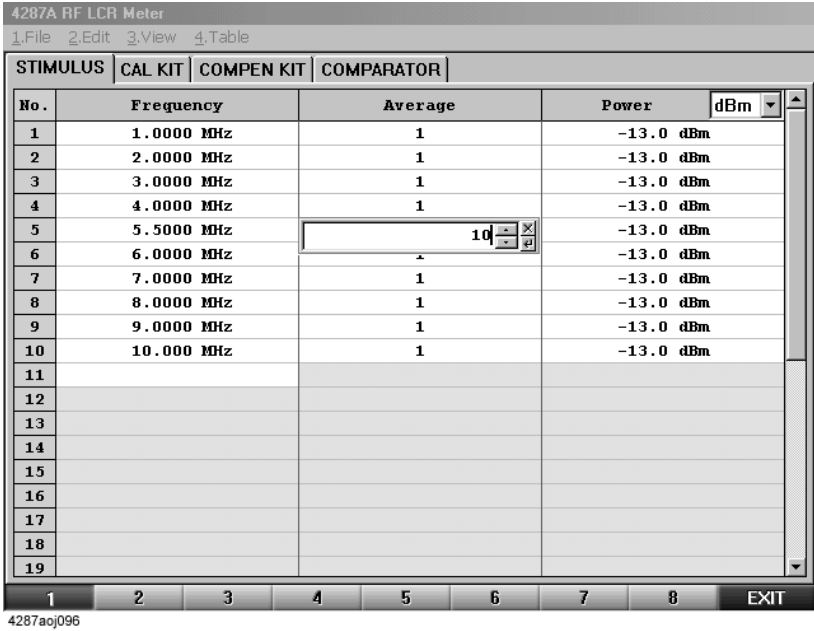 4287A RF LCR Meter
1.File 2.Edit 3.View 4.Table
STIMULUS CAL KIT COMPEN KIT COMPARATOR
No. Frequency Average Power dBm
1 1.0000 MHz 1 -13.0 dBm
2 2.0000 MHz 1 -13.0 dBm
3 3.0000 MHz 1 -13.0 dBm
4 4.0000 MHz 1 -13.0 dBm
5 5.5000 MHz 10 -13.0 dBm
6 6.0000 MHz 1 -13.0 dBm
7 7.0000 MHz 1 -13.0 dBm
8 8.0000 MHz 1 -13.0 dBm
9 9.0000 MHz 1 -13.0 dBm
10 10.000 MHz 1 -13.0 dBm
11
12
13
14
15
16
17
18
19
1 2 3 4 5 6 7 8 EXIT
4287aoj096